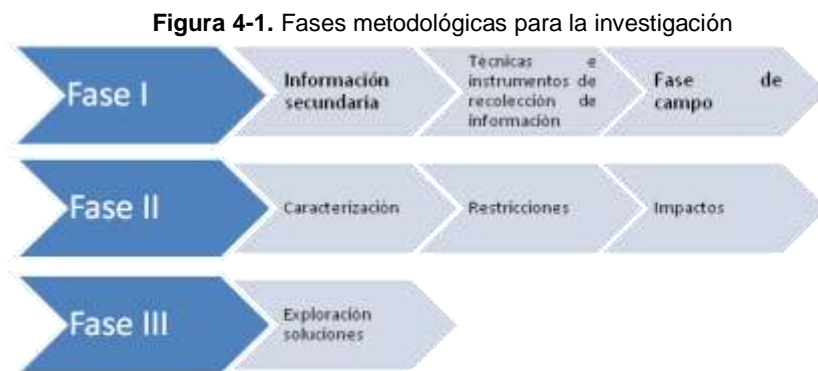 Figura 4-1. Fases metodológicas para la investigación
Fase I
Información
secundaria
Técnicas e
instrumentos de
recolección de
información
Fase de
campo
Fase II
Caracterización
Restricciones
Impactos
Fase III
Exploración
soluciones